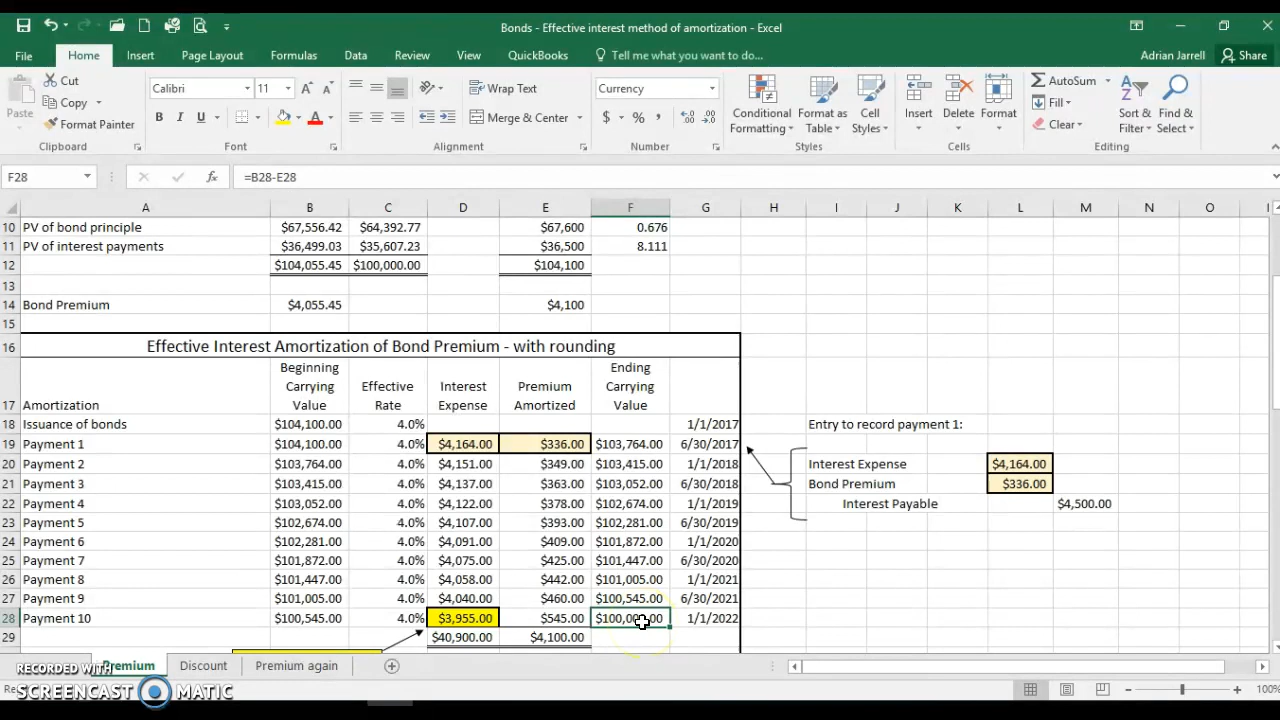 Bonds - Effective interest method of amortization - Excel
File Home Insert Page Layout Formulas Data Review View QuickBooks Tell me what you want to do... Adrian Jarrell Share
Cut
Copy
Format Painter
Paste
Calibri 11
B I U A
Wrap Text
Merge & Center
Currency
$ % ,
Conditional Formatting
Format as Table
Cell Styles
Insert Delete Format
AutoSum
Fill
Clear
Sort & Filter
Find & Select
Clipboard Font Alignment Number Styles Cells Editing
F28 fx =B28-E28
A B C D E F G H I J K L M N O
10 PV of bond principle $67,556.42 $64,392.77 $67,600 0.676
11 PV of interest payments $36,499.03 $35,607.23 $36,500 8.111
12 $104,055.45 $100,000.00 $104,100
13
14 Bond Premium $4,055.45 $4,100
15
16 Effective Interest Amortization of Bond Premium - with rounding
17 Amortization Beginning Carrying Value Effective Rate Interest Expense Premium Amortized Ending Carrying Value
18 Issuance of bonds $104,100.00 4.0% 1/1/2017 Entry to record payment 1:
19 Payment 1 $104,100.00 4.0% $4,164.00 $336.00 $103,764.00 6/30/2017
20 Payment 2 $103,764.00 4.0% $4,151.00 $349.00 $103,415.00 1/1/2018 Interest Expense $4,164.00
21 Payment 3 $103,415.00 4.0% $4,137.00 $363.00 $103,052.00 6/30/2018 Bond Premium $336.00
22 Payment 4 $103,052.00 4.0% $4,122.00 $378.00 $102,674.00 1/1/2019 Interest Payable $4,500.00
23 Payment 5 $102,674.00 4.0% $4,107.00 $393.00 $102,281.00 6/30/2019
24 Payment 6 $102,281.00 4.0% $4,091.00 $409.00 $101,872.00 1/1/2020
25 Payment 7 $101,872.00 4.0% $4,075.00 $425.00 $101,447.00 6/30/2020
26 Payment 8 $101,447.00 4.0% $4,058.00 $442.00 $101,005.00 1/1/2021
27 Payment 9 $101,005.00 4.0% $4,040.00 $460.00 $100,545.00 6/30/2021
28 Payment 10 $100,545.00 4.0% $3,955.00 $545.00 1/1/2022
29 $40,900.00 $4,100.00
Premium Discount Premium again
RECORDED WITH
SCREENCAST MATIC
100%